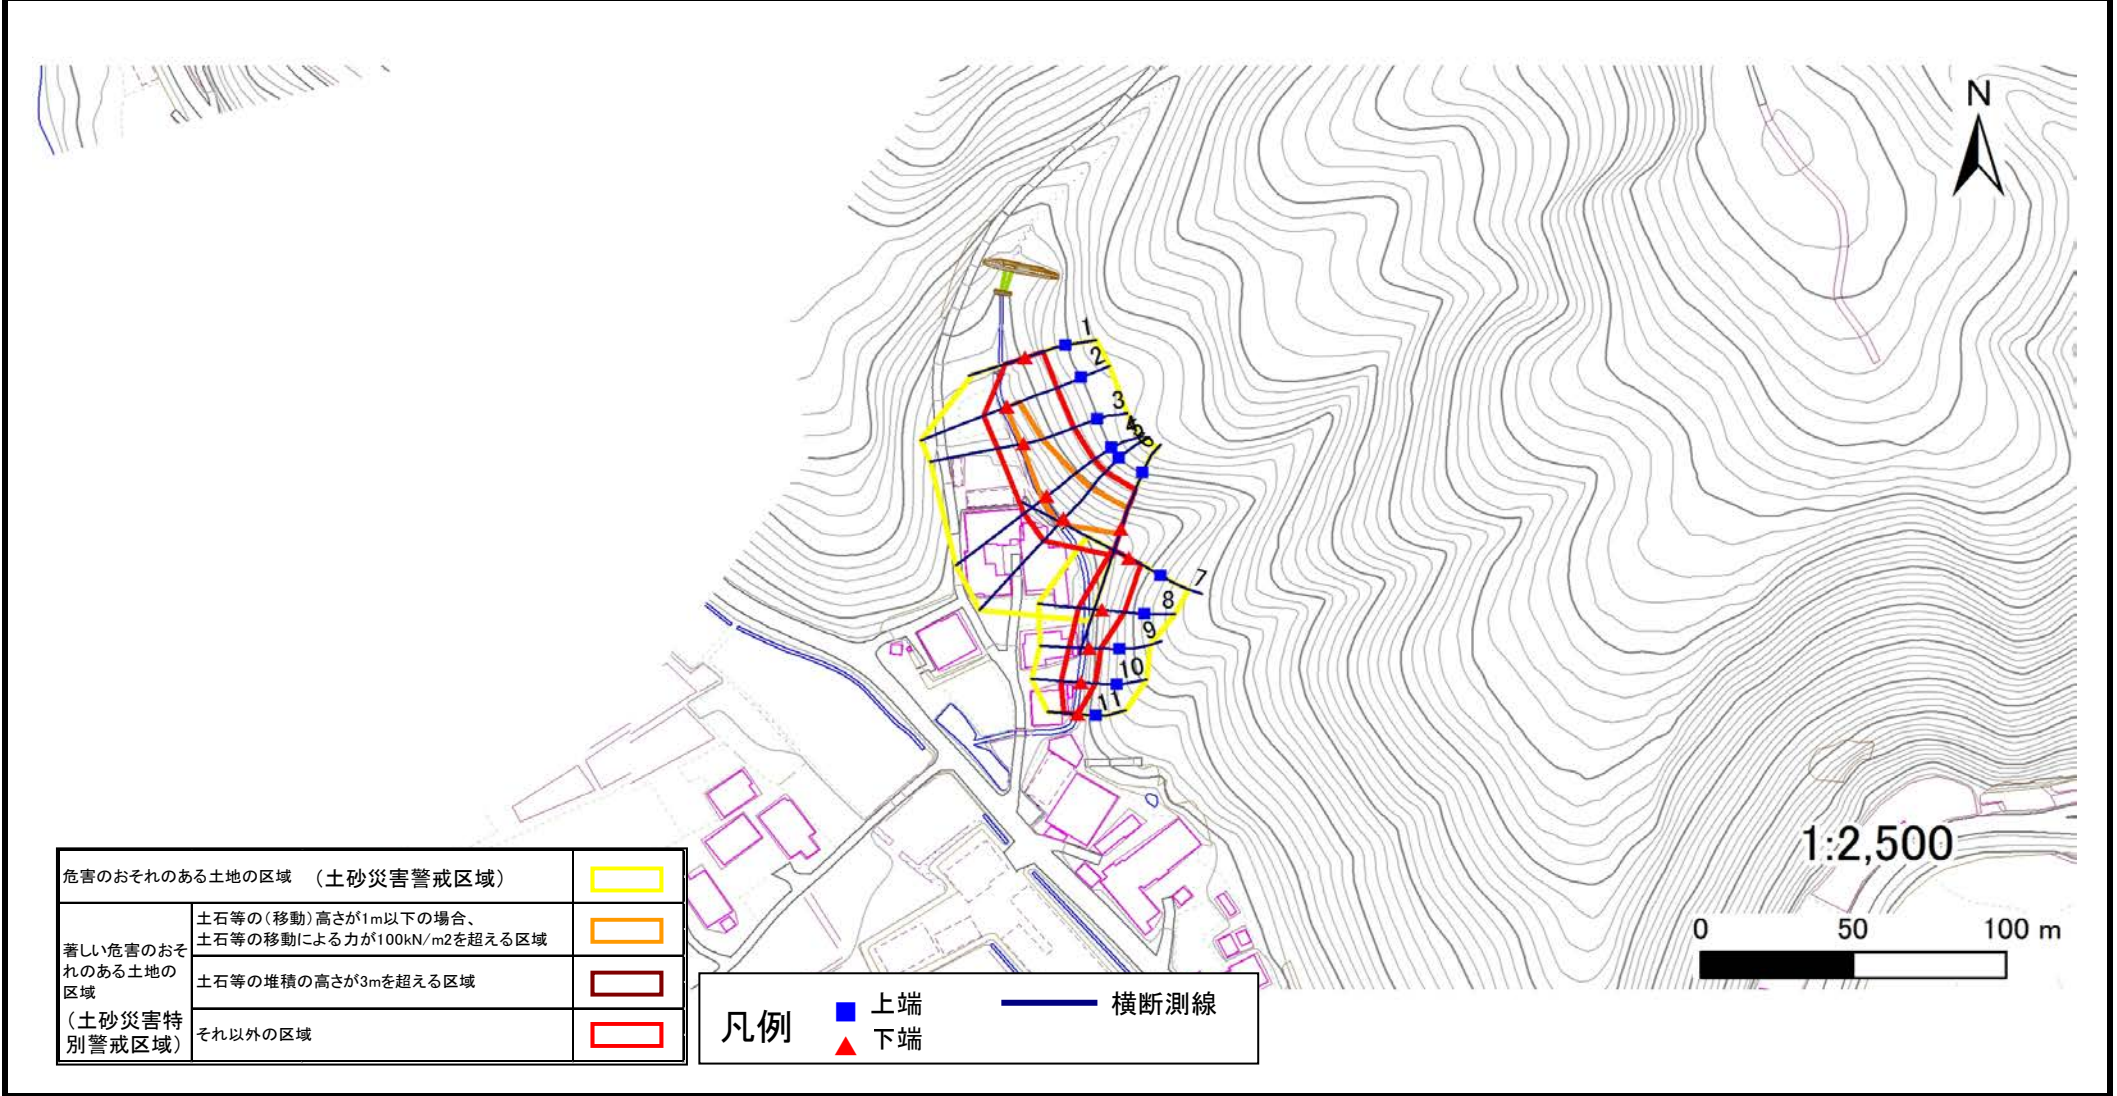 N
1
2
3
7
8
9
10
11
1:2,500
0 50 100 m
危害のおそれのある土地の区域 （土砂災害警戒区域）
著しい危害のおそ
れのある土地の
区域
（土砂災害特
別警戒区域）
土石等の（移動）高さが1m以下の場合、
土石等の移動による力が100kN/m2を超える区域
土石等の堆積の高さが3mを超える区域
それ以外の区域
凡例
上端
下端
横断測線